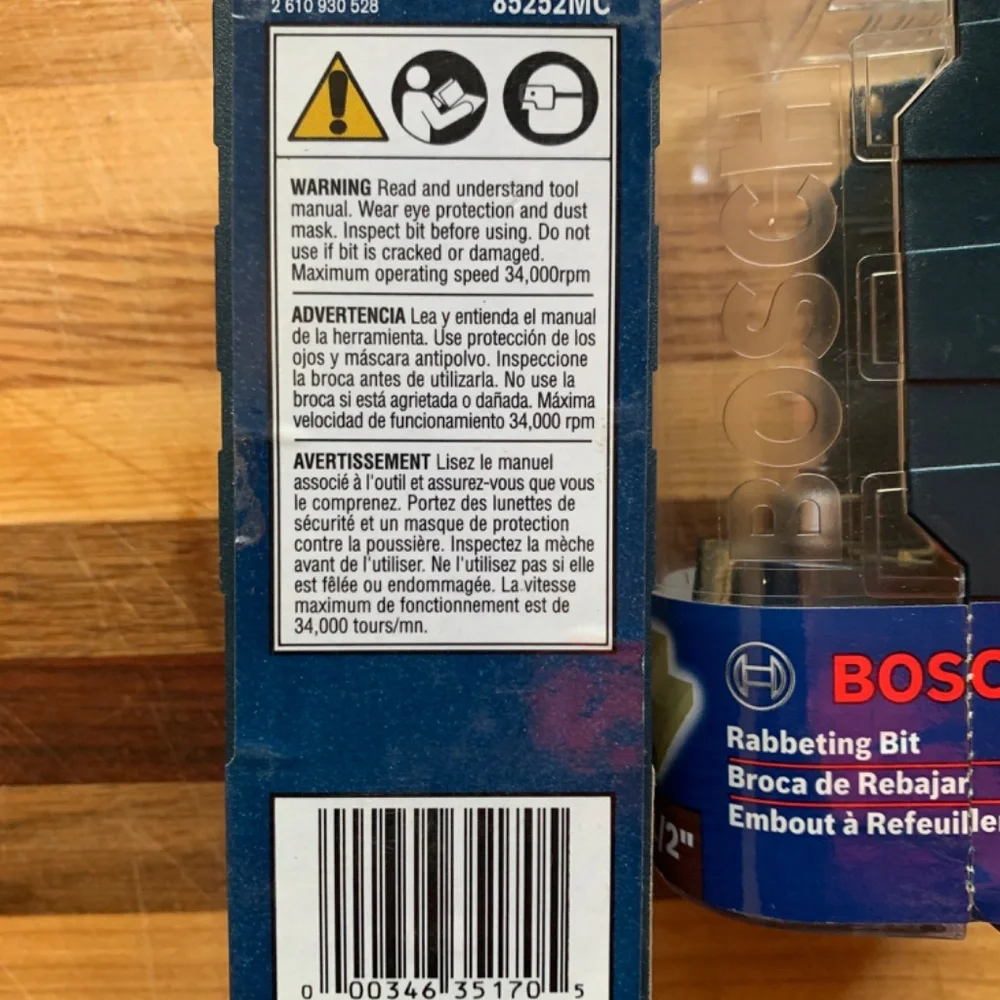 2 610 930 528
85252MC
WARNING Read and understand tool
manual. Wear eye protection and dust
mask. Inspect bit before using. Do not
use if bit is cracked or damaged.
Maximum operating speed 34,000rpm
ADVERTENCIA Lea y entienda el manual
de la herramienta. Use protección de los
ojos y máscara antipolvo. Inspeccione
la broca antes de utilizarla. No use la
broca si está agrietada o dañada. Máxima
velocidad de funcionamiento 34,000 rpm
AVERTISSEMENT Lisez le manuel
associé à l'outil et assurez-vous que vous
le comprenez. Portez des lunettes de
sécurité et un masque de protection
contre la poussière. Inspectez la mèche
avant de l'utiliser. Ne l'utilisez pas si elle
est fêlée ou endommagée. La vitesse
maximum de fonctionnement est de
34,000 tours/mn.
0 00346 35170 5
BOSCH
BOSC
Rabbeting Bit
Broca de Rebajar
Embout à Refeuiller
/2"